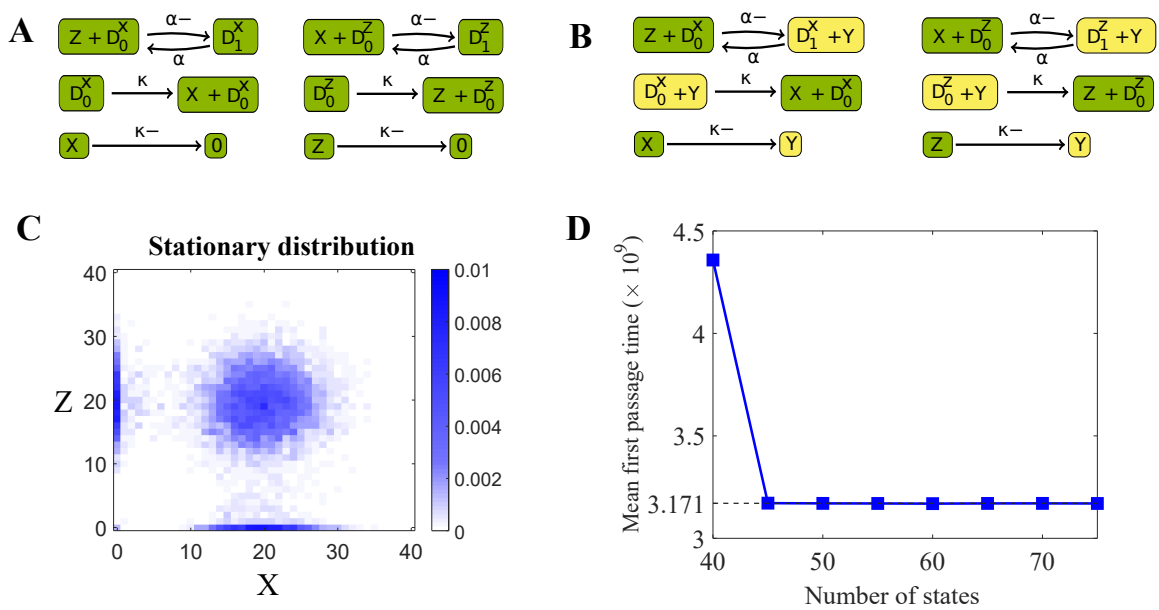 A
α−
Z + D₀ˣ
D₁ˣ
α
α−
X + D₀ᶻ
D₁ᶻ
α
D₀ˣ
κ
X + D₀ˣ
D₀ᶻ
κ
Z + D₀ᶻ
X
κ−
0
Z
κ−
0
B
α−
Z + D₀ˣ
D₁ˣ + Y
α
α−
X + D₀ᶻ
D₁ᶻ + Y
α
D₀ˣ + Y
κ
X + D₀ˣ
D₀ᶻ + Y
κ
Z + D₀ᶻ
X
κ−
Y
Z
κ−
Y
C
Stationary distribution
40
30
20
10
0
Z
0 10 20 30 40
X
0.01
0.008
0.006
0.004
0.002
0
D
4.5
4
3.5
3.171
3
Mean first passage time (× 10⁹)
40 50 60 70
Number of states